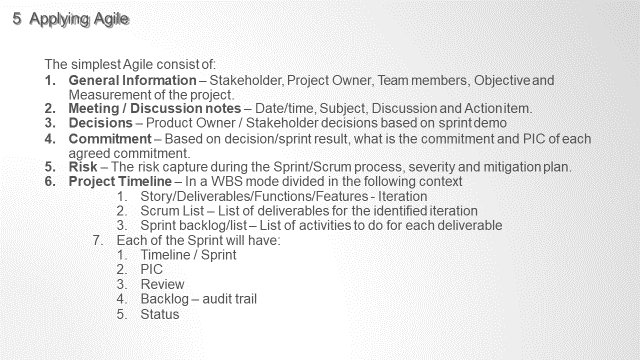 5 Applying Agile
The simplest Agile consist of:
1. General Information – Stakeholder, Project Owner, Team members, Objective and
Measurement of the project.
2. Meeting / Discussion notes – Date/time, Subject, Discussion and Action item.
3. Decisions – Product Owner / Stakeholder decisions based on sprint demo
4. Commitment – Based on decision/sprint result, what is the commitment and PIC of each
agreed commitment.
5. Risk – The risk capture during the Sprint/Scrum process, severity and mitigation plan.
6. Project Timeline – In a WBS mode divided in the following context
1. Story/Deliverables/Functions/Features - Iteration
2. Scrum List – List of deliverables for the identified iteration
3. Sprint backlog/list – List of activities to do for each deliverable
7. Each of the Sprint will have:
1. Timeline / Sprint
2. PIC
3. Review
4. Backlog – audit trail
5. Status